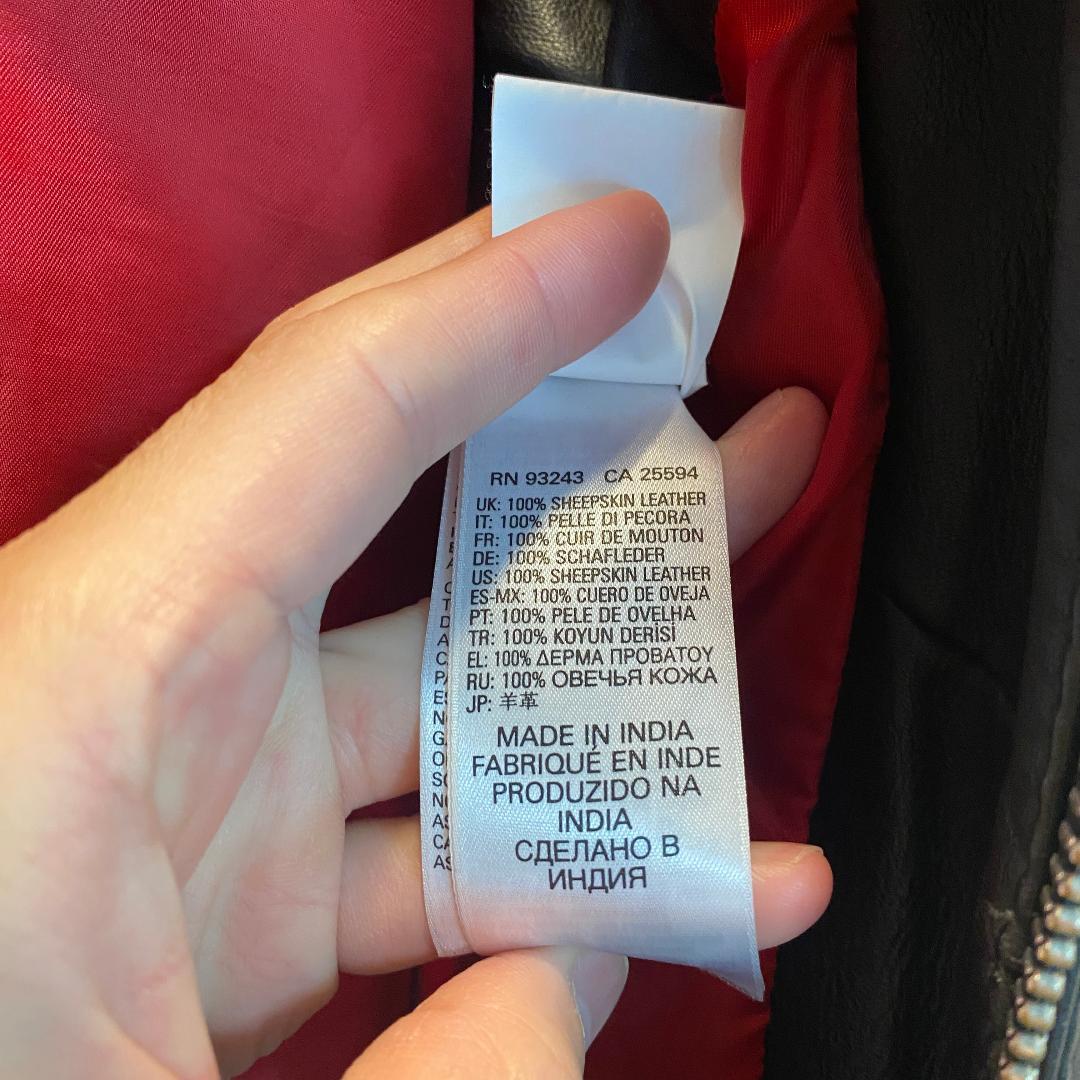 RN 93243 CA 25594
UK: 100% SHEEPSKIN LEATHER
IT: 100% PELLE DI PECORA
FR: 100% CUIR DE MOUTON
DE: 100% SCHAFLEDER
US: 100% SHEEPSKIN LEATHER
ES-MX: 100% CUERO DE OVEJA
PT: 100% PELE DE OVELHA
TR: 100% KOYUN DERİSİ
EL: 100% ΔΕΡΜΑ ΠΡΟΒΑΤΟΥ
RU: 100% ОВЕЧЬЯ КОЖА
JP: 羊革
MADE IN INDIA
FABRIQUÉ EN INDE
PRODUZIDO NA
INDIA
СДЕЛАНО В
ИНДИЯ